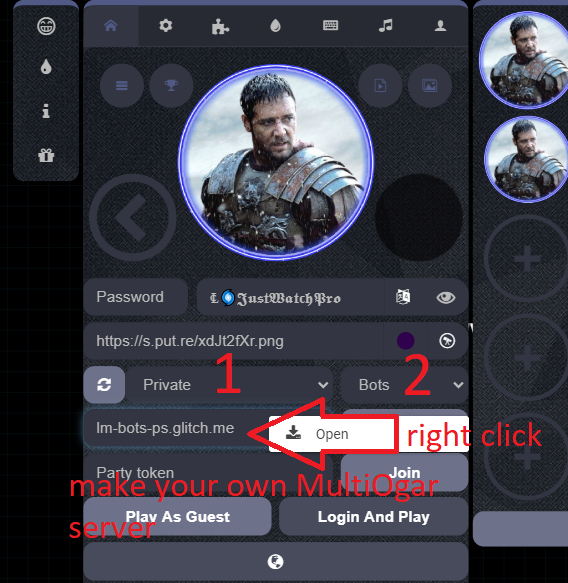 Password
Ł 𝕵𝖚𝖘𝖙𝖂𝖆𝖙𝖈𝖍𝕻𝖗𝖔
https://s.put.re/xdJt2fXr.png
1
2
Private
Bots
lm-bots-ps.glitch.me
Open
right click
Party token
Join
make your own MultiOgar
server
Play As Guest
Login And Play